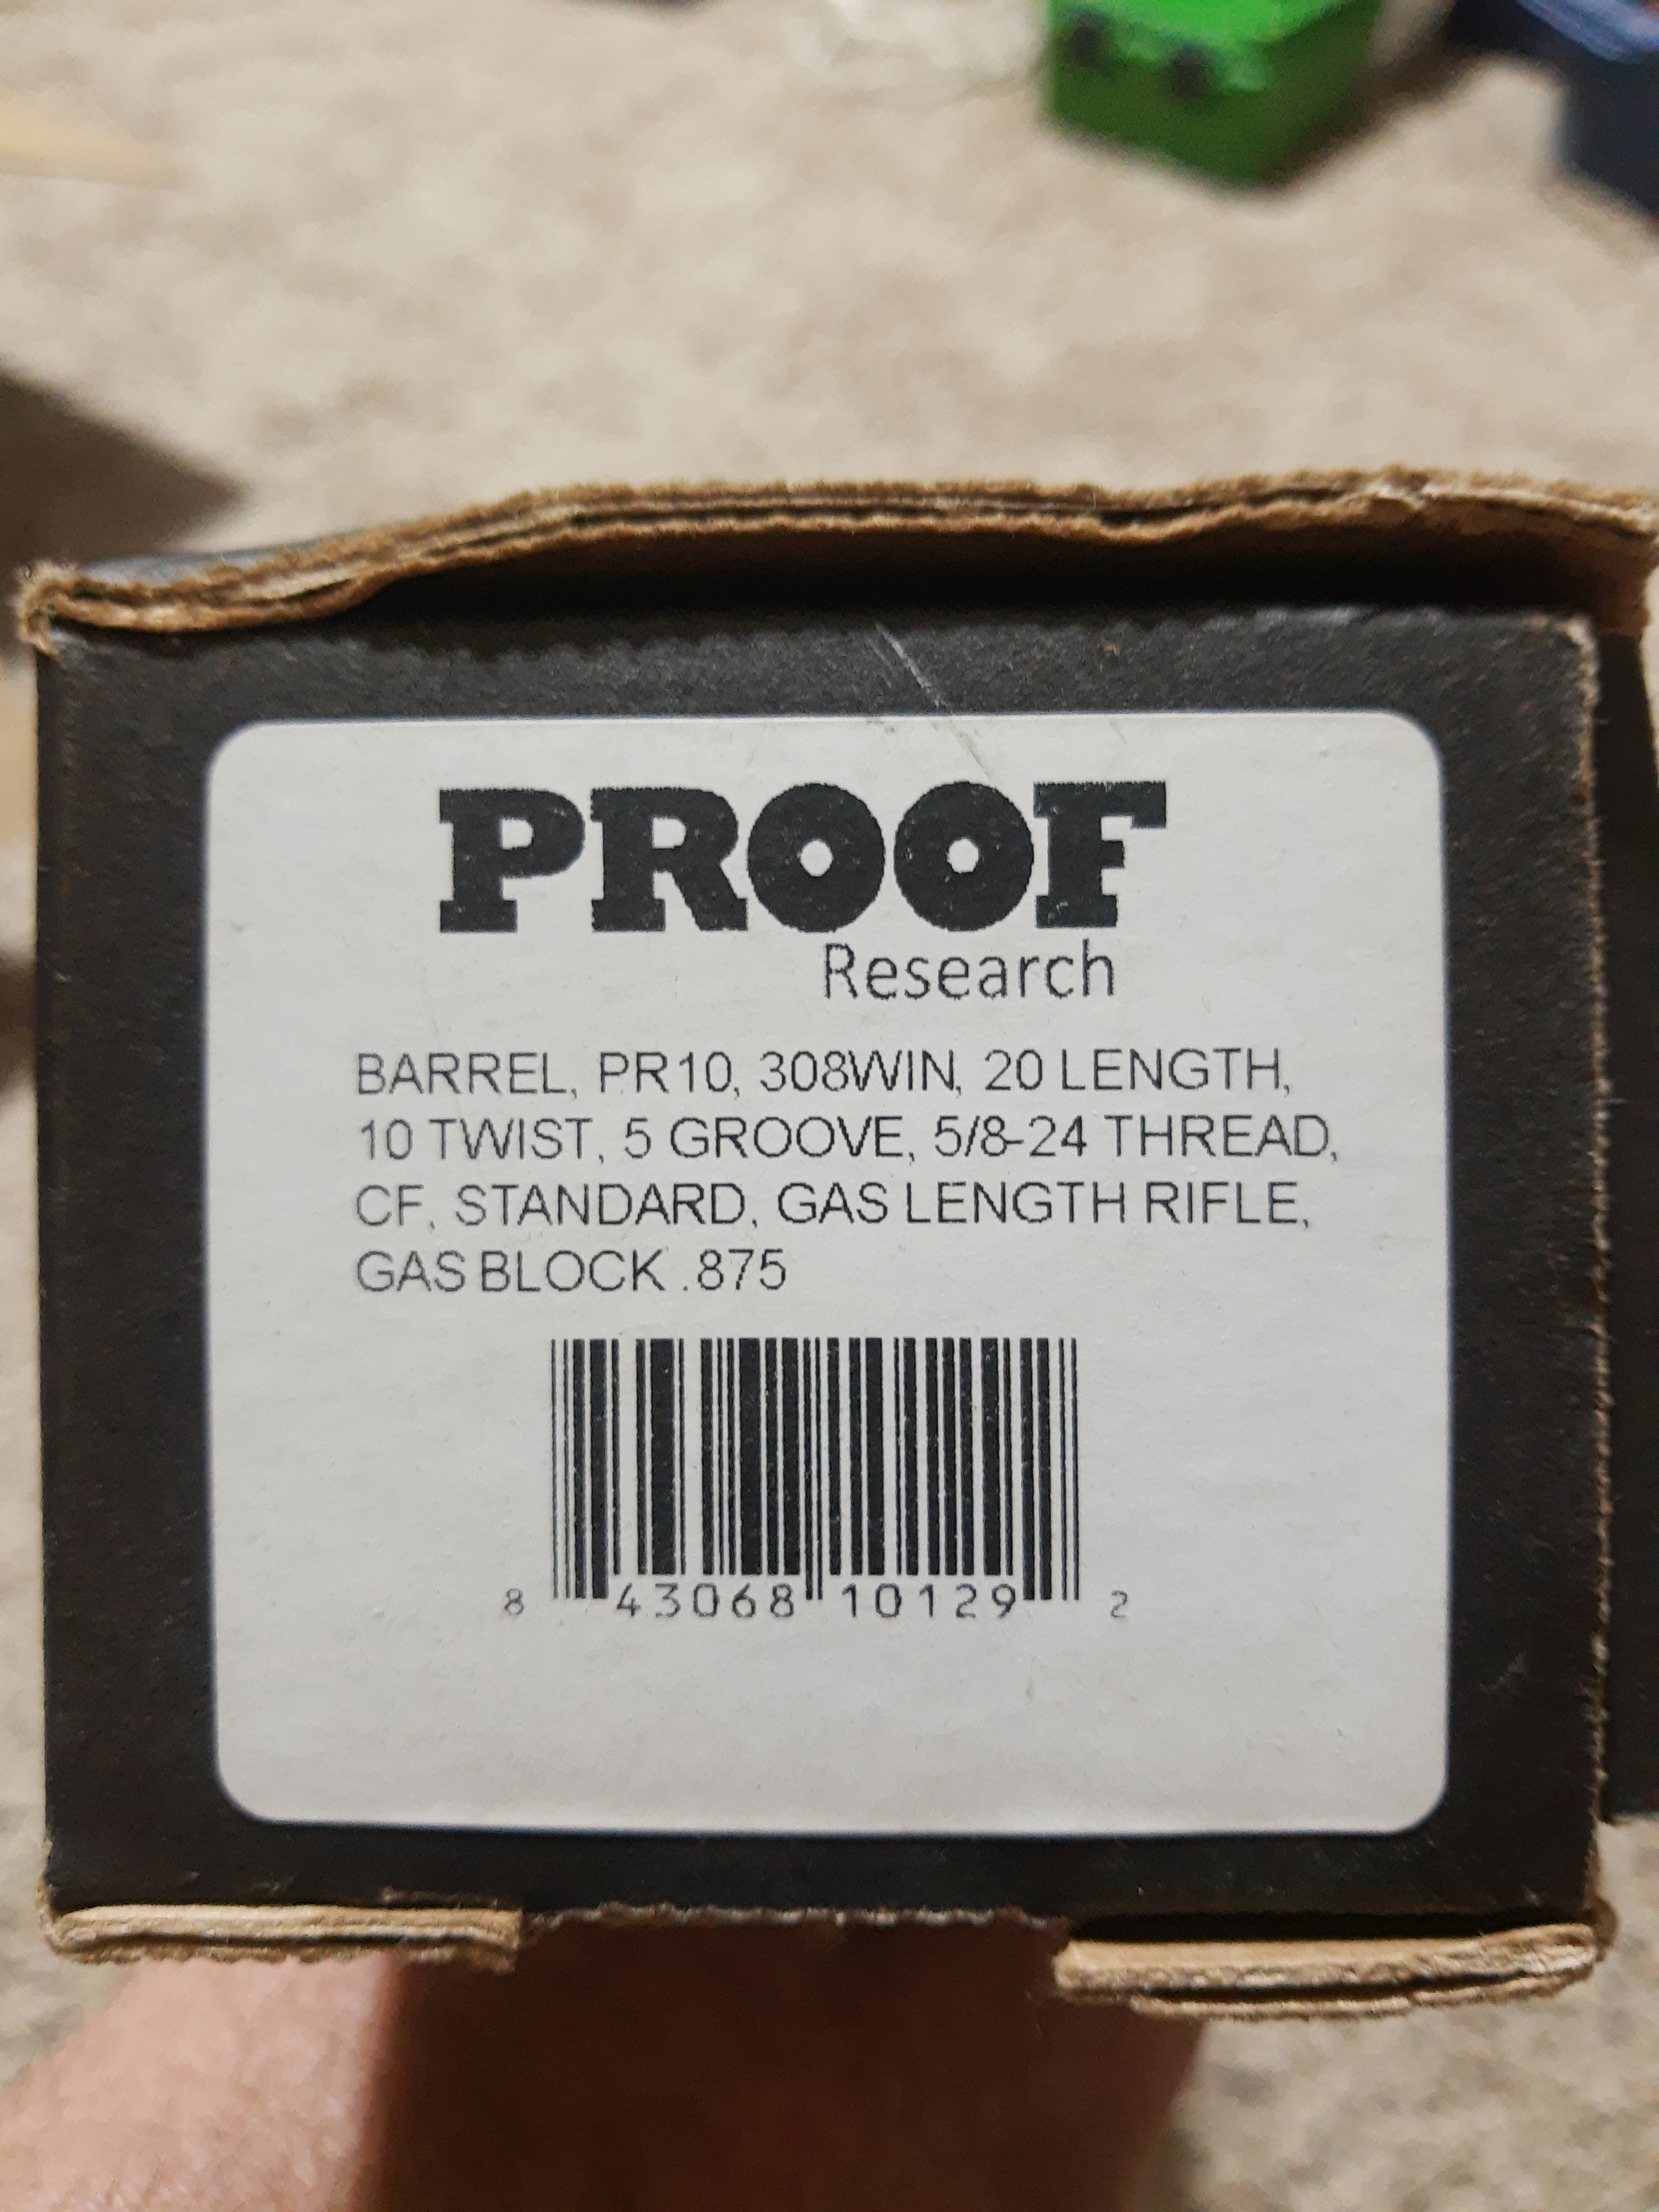 PROOF
Research
BARREL, PR10, 308WIN, 20 LENGTH,
10 TWIST, 5 GROOVE, 5/8-24 THREAD,
CF, STANDARD, GAS LENGTH RIFLE,
GAS BLOCK .875
8 43068 10129 2